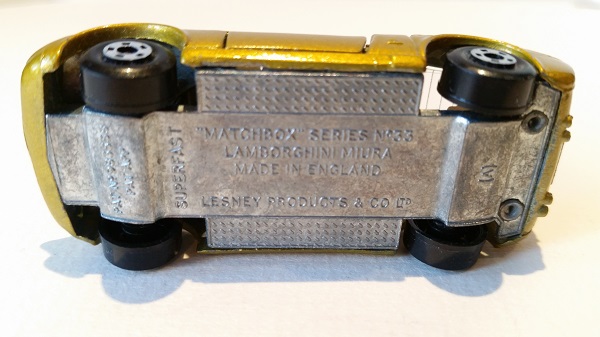 "MATCHBOX" SERIES Nº33
LAMBORGHINI MIURA
MADE IN ENGLAND
LESNEY PRODUCTS & CO LTD
SUPERFAST